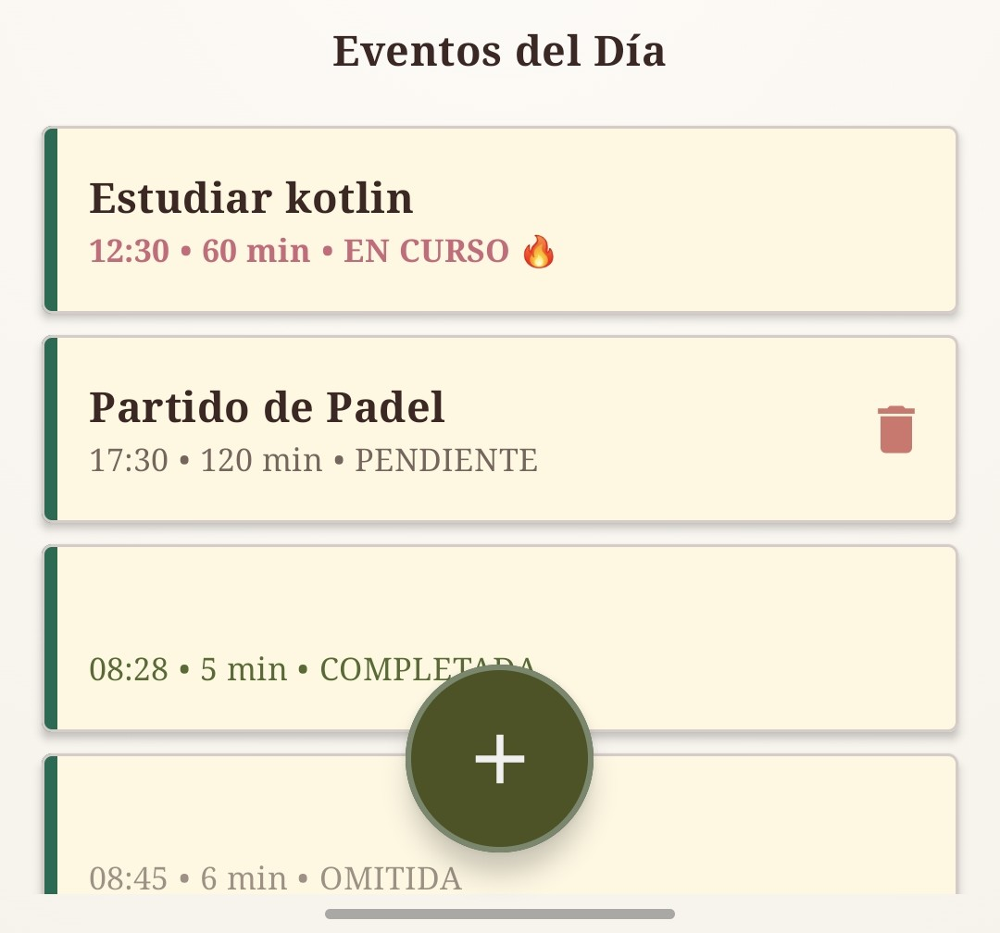 Eventos del Día
Estudiar kotlin
12:30 • 60 min • EN CURSO 🔥
Partido de Padel
17:30 • 120 min • PENDIENTE
08:28 • 5 min • COMPLETADA
+
08:45 • 6 min • OMITIDA